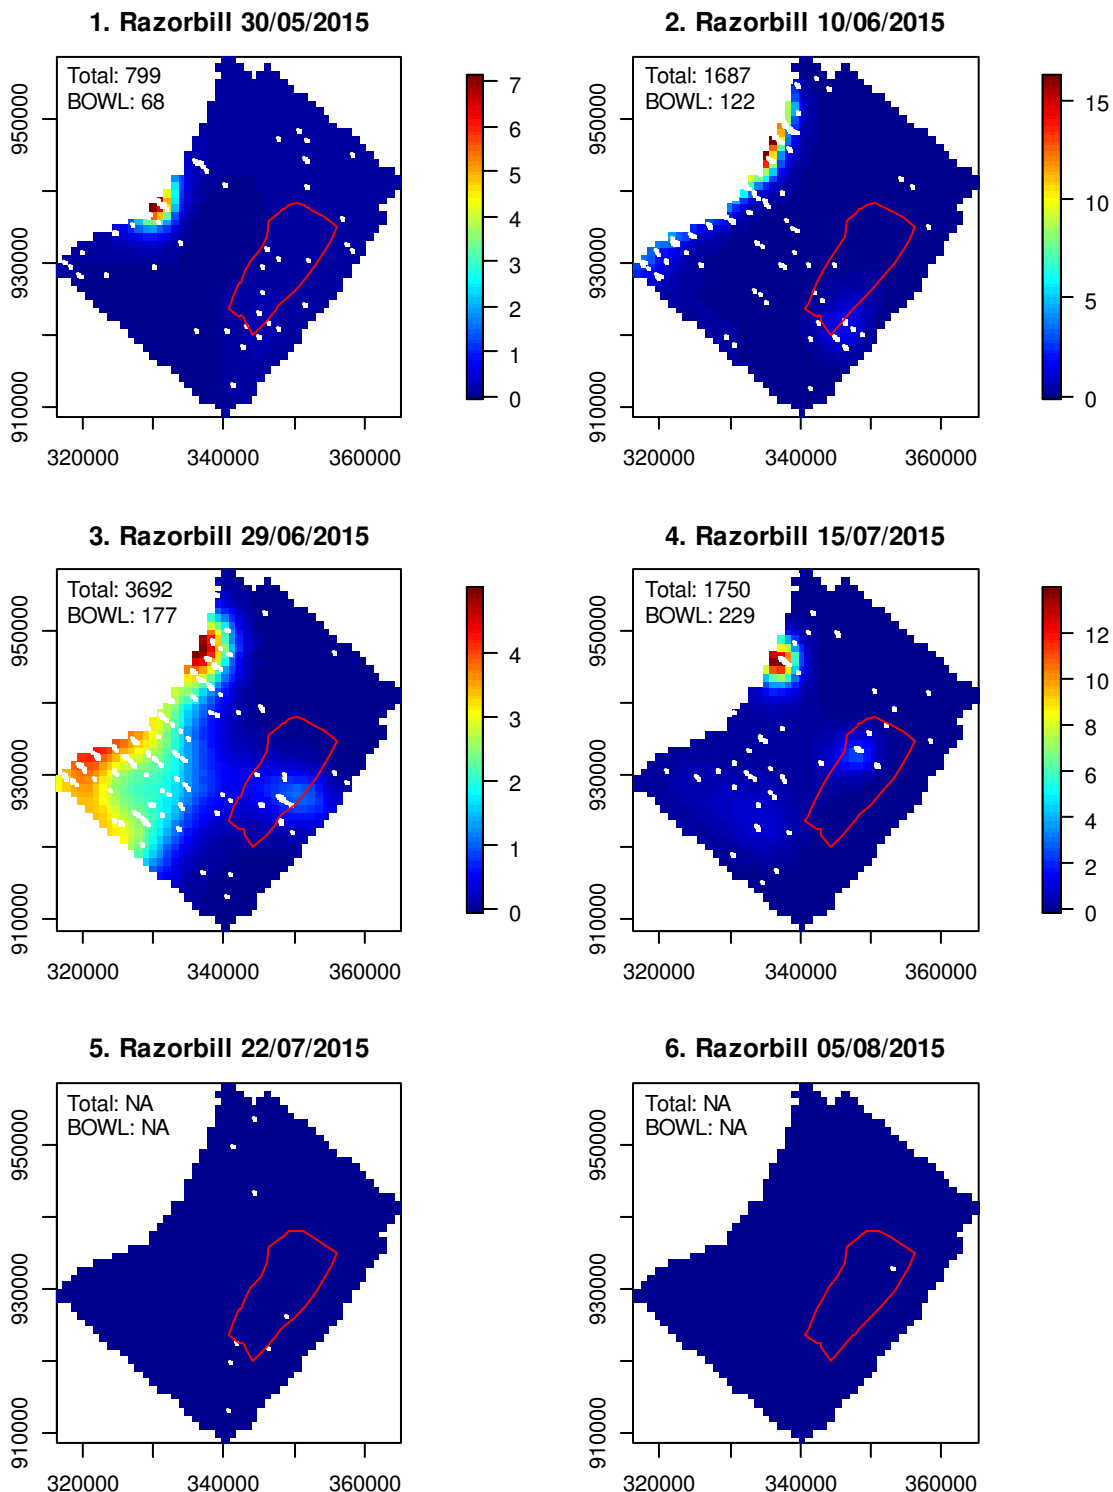 1. Razorbill 30/05/2015
Total: 799
BOWL: 68
950000
930000
910000
320000 340000 360000
7
6
5
4
3
2
1
0
2. Razorbill 10/06/2015
Total: 1687
BOWL: 122
950000
930000
910000
320000 340000 360000
15
10
5
0
3. Razorbill 29/06/2015
Total: 3692
BOWL: 177
950000
930000
910000
320000 340000 360000
4
3
2
1
0
4. Razorbill 15/07/2015
Total: 1750
BOWL: 229
950000
930000
910000
320000 340000 360000
12
10
8
6
4
2
0
5. Razorbill 22/07/2015
Total: NA
BOWL: NA
950000
930000
910000
320000 340000 360000
6. Razorbill 05/08/2015
Total: NA
BOWL: NA
950000
930000
910000
320000 340000 360000